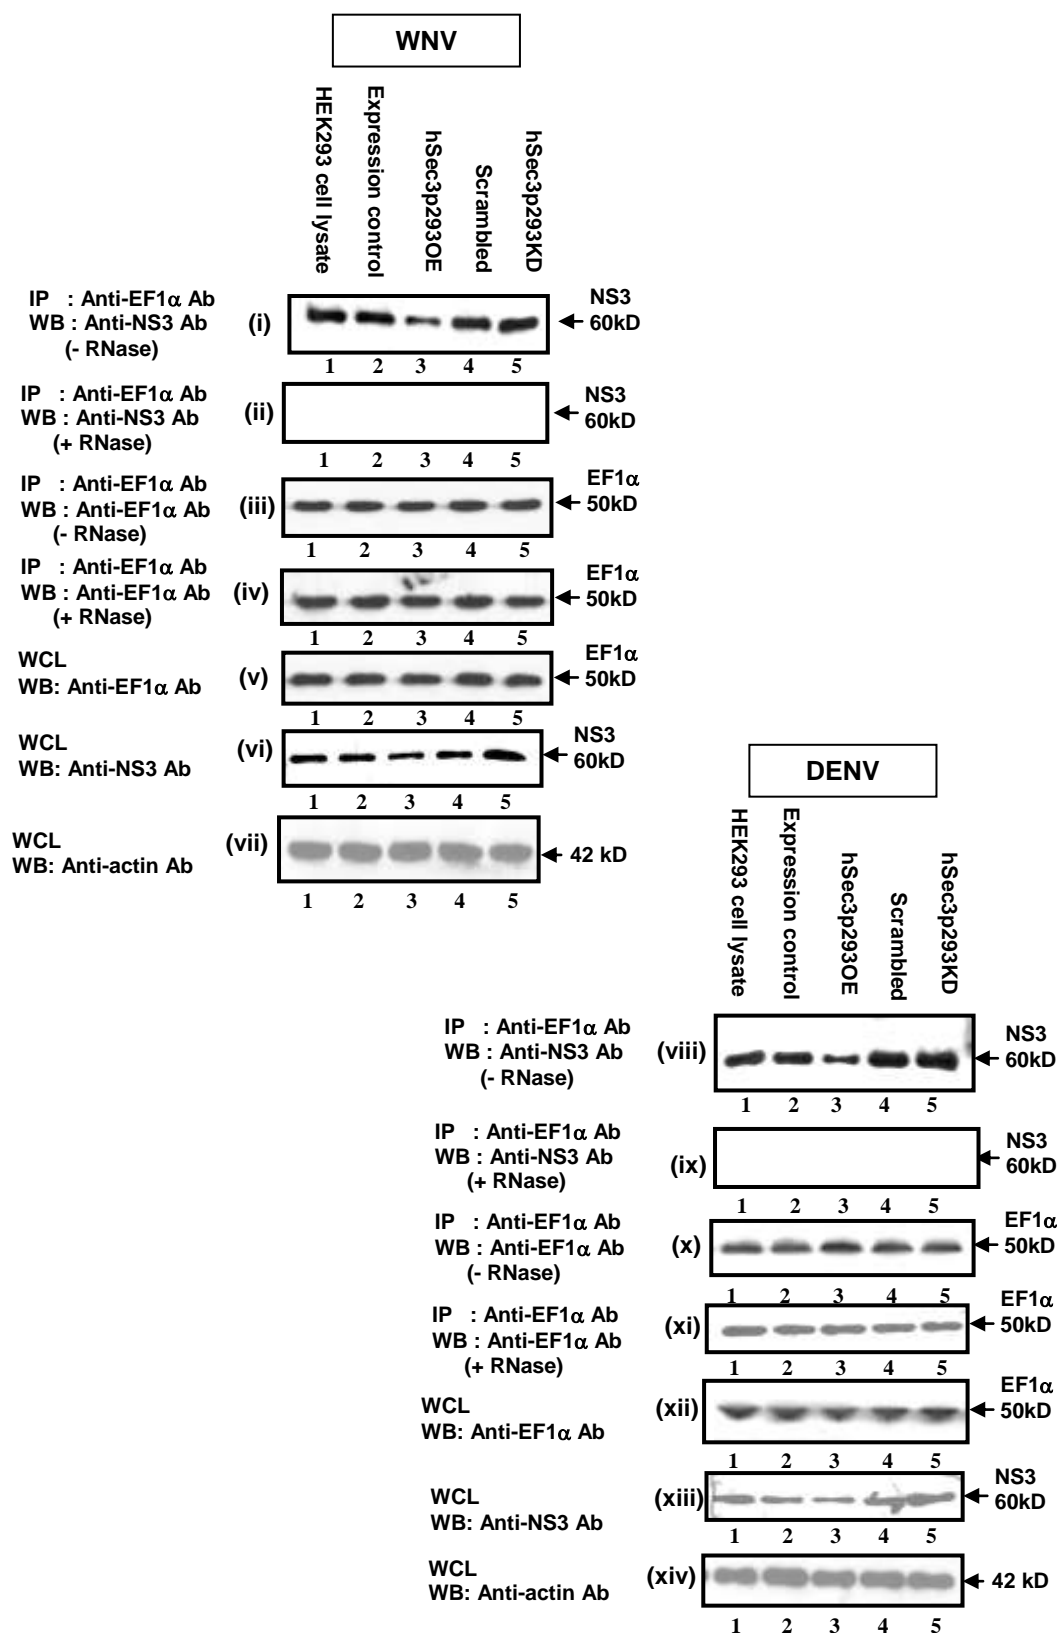 WNV
HEK293 cell lysate
Expression control
hSec3p293OE
Scrambled
hSec3p293KD
IP : Anti-EF1α Ab
WB : Anti-NS3 Ab
(- RNase)
(i)
NS3
60kD
1 2 3 4 5
IP : Anti-EF1α Ab
WB : Anti-NS3 Ab
(+ RNase)
(ii)
NS3
60kD
1 2 3 4 5
IP : Anti-EF1α Ab
WB : Anti-EF1α Ab
(- RNase)
(iii)
EF1α
50kD
1 2 3 4 5
IP : Anti-EF1α Ab
WB : Anti-EF1α Ab
(+ RNase)
(iv)
EF1α
50kD
1 2 3 4 5
WCL
WB: Anti-EF1α Ab
(v)
EF1α
50kD
1 2 3 4 5
WCL
WB: Anti-NS3 Ab
(vi)
NS3
60kD
1 2 3 4 5
WCL
WB: Anti-actin Ab
(vii)
42 kD
1 2 3 4 5
DENV
HEK293 cell lysate
Expression control
hSec3p293OE
Scrambled
hSec3p293KD
IP : Anti-EF1α Ab
WB : Anti-NS3 Ab
(- RNase)
(viii)
NS3
60kD
1 2 3 4 5
IP : Anti-EF1α Ab
WB : Anti-NS3 Ab
(+ RNase)
(ix)
NS3
60kD
1 2 3 4 5
IP : Anti-EF1α Ab
WB : Anti-EF1α Ab
(- RNase)
(x)
EF1α
50kD
1 2 3 4 5
IP : Anti-EF1α Ab
WB : Anti-EF1α Ab
(+ RNase)
(xi)
EF1α
50kD
1 2 3 4 5
WCL
WB: Anti-EF1α Ab
(xii)
EF1α
50kD
1 2 3 4 5
WCL
WB: Anti-NS3 Ab
(xiii)
NS3
60kD
1 2 3 4 5
WCL
WB: Anti-actin Ab
(xiv)
42 kD
1 2 3 4 5